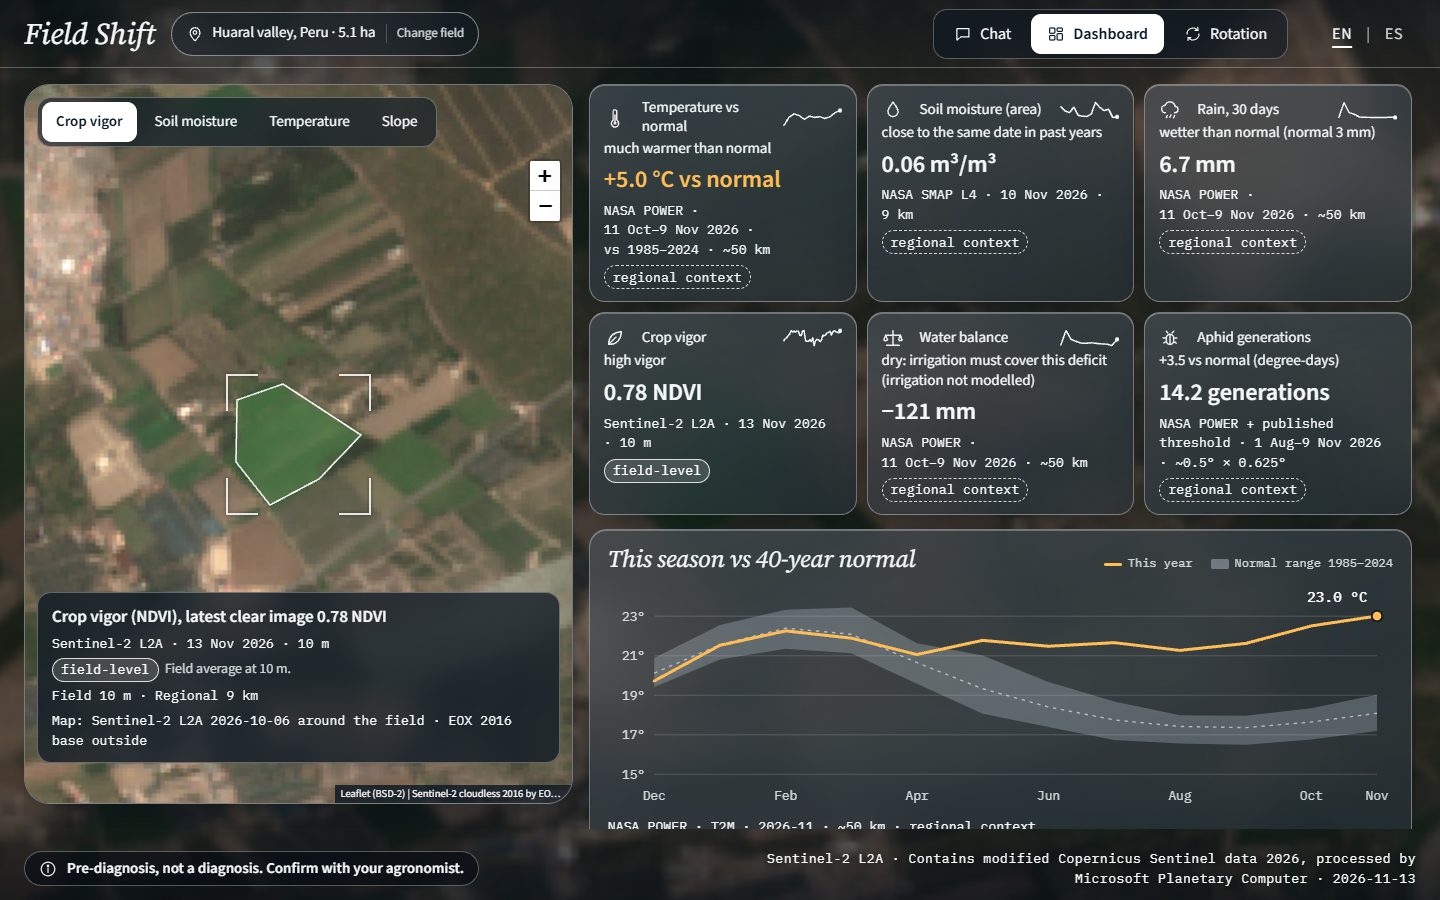 Field Shift
Huaral valley, Peru · 5.1 ha
Change field
Chat
Dashboard
Rotation
EN | ES
Crop vigor
Soil moisture
Temperature
Slope
+
−
Crop vigor (NDVI), latest clear image 0.78 NDVI
Sentinel-2 L2A · 13 Nov 2026 · 10 m
field-level
Field average at 10 m.
Field 10 m · Regional 9 km
Map: Sentinel-2 L2A 2026-10-06 around the field · EOX 2016
base outside
Leaflet (BSD-2) | Sentinel-2 cloudless 2016 by EO...
Temperature vs
normal
much warmer than normal
+5.0 °C vs normal
NASA POWER ·
11 Oct–9 Nov 2026 ·
vs 1985–2024 · ~50 km
regional context
Soil moisture (area)
close to the same date in past years
0.06 m³/m³
NASA SMAP L4 · 10 Nov 2026 ·
9 km
regional context
Rain, 30 days
wetter than normal (normal 3 mm)
6.7 mm
NASA POWER ·
11 Oct–9 Nov 2026 · ~50 km
regional context
Crop vigor
high vigor
0.78 NDVI
Sentinel-2 L2A · 13 Nov 2026
· 10 m
field-level
Water balance
dry: irrigation must cover this deficit
(irrigation not modelled)
−121 mm
NASA POWER ·
11 Oct–9 Nov 2026 · ~50 km
regional context
Aphid generations
+3.5 vs normal (degree-days)
14.2 generations
NASA POWER + published
threshold · 1 Aug–9 Nov 2026
· ~0.5° × 0.625°
regional context
This season vs 40-year normal
This year
Normal range 1985–2024
23.0 °C
23°
21°
19°
17°
15°
Dec Feb Apr Jun Aug Oct Nov
NASA POWER · T2M · 2026-11 · ~50 km · regional context
Pre-diagnosis, not a diagnosis. Confirm with your agronomist.
Sentinel-2 L2A · Contains modified Copernicus Sentinel data 2026, processed by
Microsoft Planetary Computer · 2026-11-13